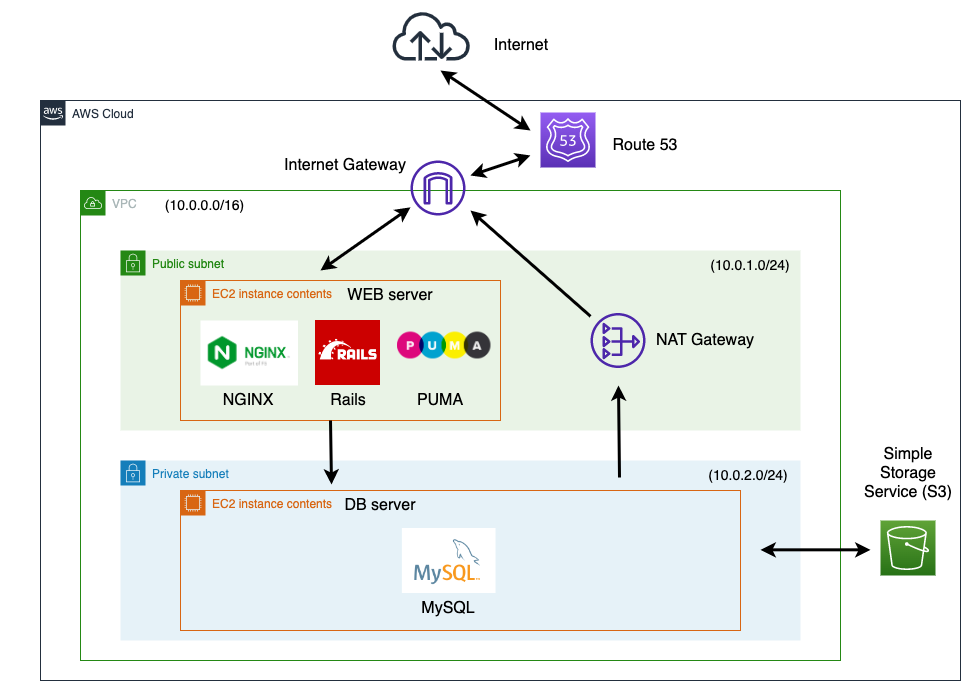 Internet
aws
AWS Cloud
53
Route 53
Internet Gateway
VPC
(10.0.0.0/16)
Public subnet
(10.0.1.0/24)
EC2 instance contents
WEB server
NGINX
Part of F5
RAILS
P U M A
NGINX
Rails
PUMA
NAT Gateway
Private subnet
(10.0.2.0/24)
EC2 instance contents
DB server
MySQL
MySQL
Simple
Storage
Service (S3)